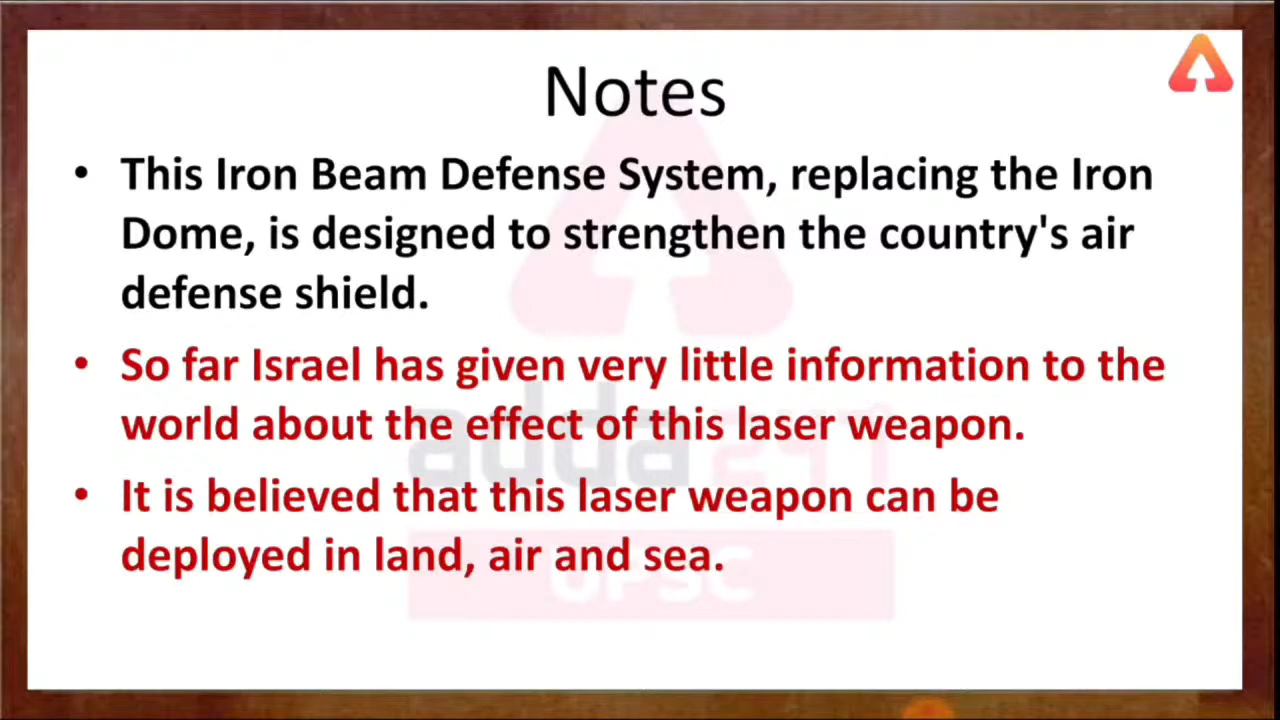 Notes
• This Iron Beam Defense System, replacing the Iron
Dome, is designed to strengthen the country's air
defense shield.
• So far Israel has given very little information to the
world about the effect of this laser weapon.
• It is believed that this laser weapon can be
deployed in land, air and sea.
adda247
UPSC